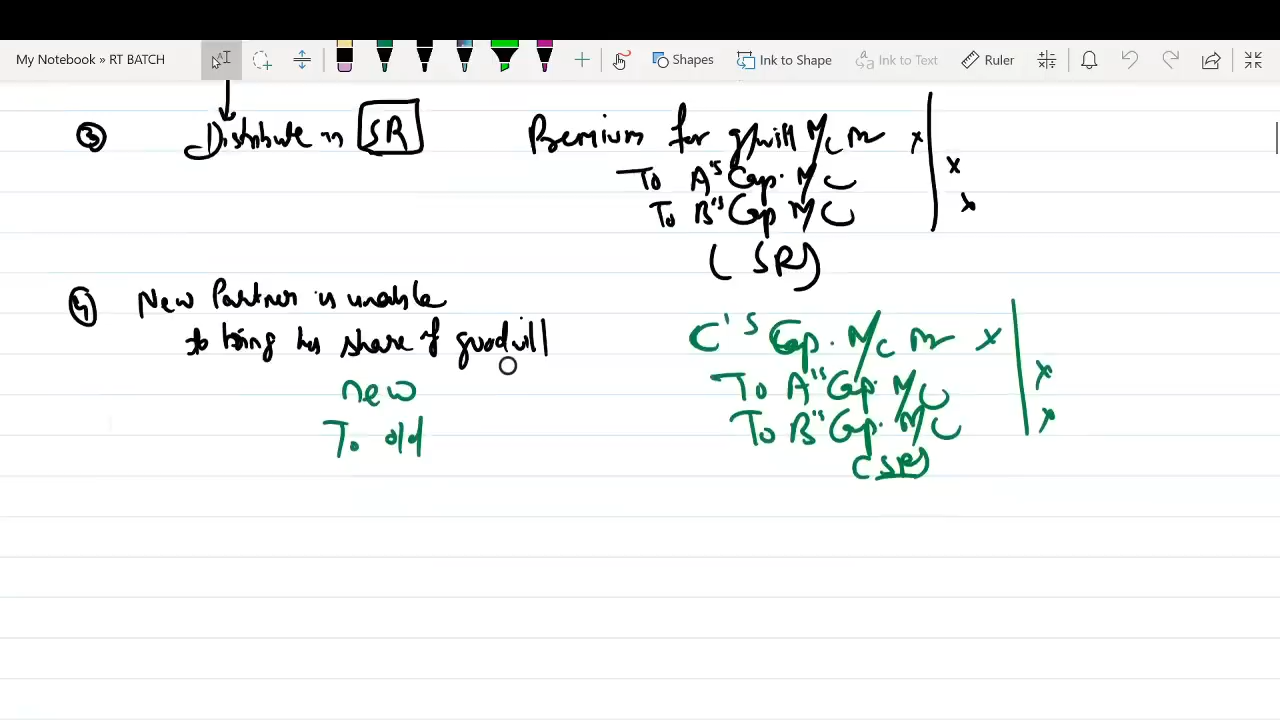 My Notebook » RT BATCH
Shapes
Ink to Shape
Ink to Text
Ruler
③ Distribute in SR
Premium for g/will A/C Dr x
To A's Cap. A/C x
To B's Cap A/C x
(SR)
④ New Partner is unable
to bring his share of goodwill
new
To old
C's Cap. A/C Dr x
To A's Cap. A/C x
To B's Cap. A/C x
(SR)